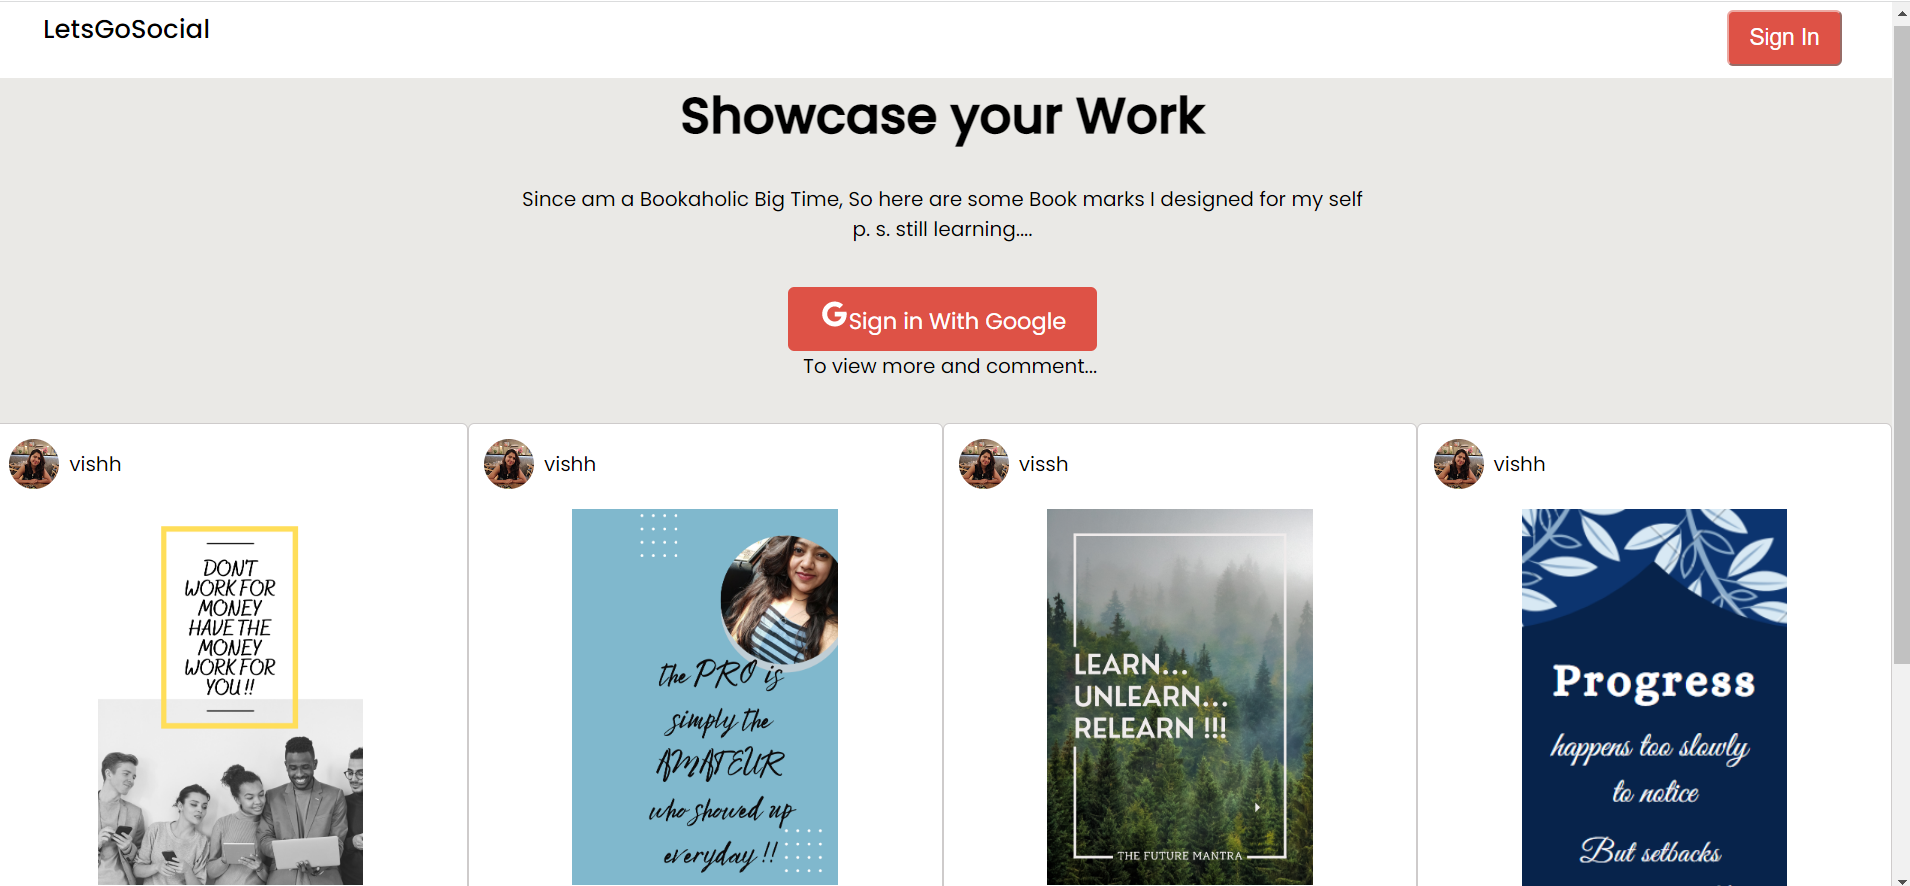 LetsGoSocial
Sign In
Showcase your Work
Since am a Bookaholic Big Time, So here are some Book marks I designed for my self
p. s. still learning....
Sign in With Google
To view more and comment...
vishh
DON'T
WORK FOR
MONEY
HAVE THE
MONEY
WORK FOR
YOU !!
vishh
the PRO is
simply the
AMATEUR
who showed up
everyday !!
vissh
LEARN...
UNLEARN...
RELEARN !!!
THE FUTURE MANTRA
vishh
Progress
happens too slowly
to notice
But setbacks